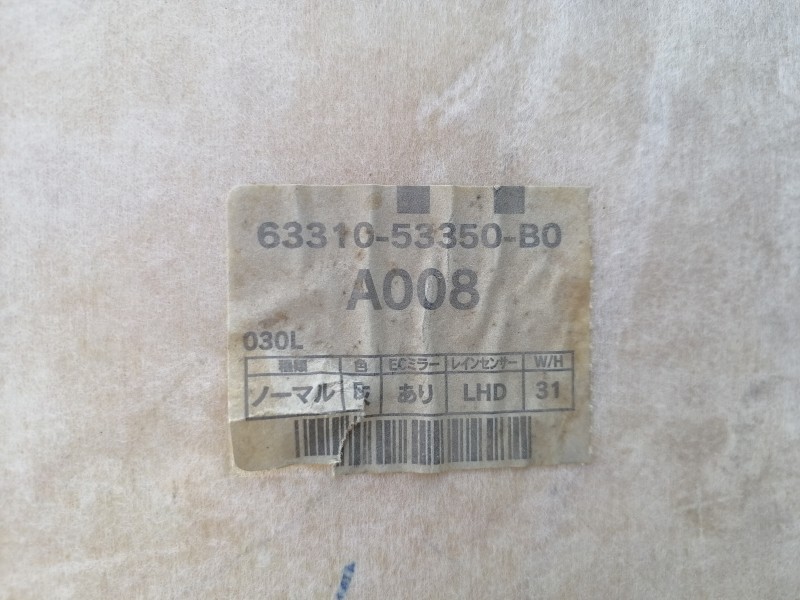 63310-53350-B0
A008
030L
種類 色 ECミラー レインセンサー W/H
ノーマル あり LHD 31